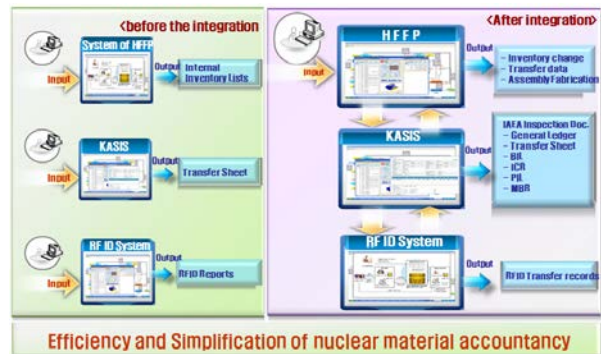 <before the integration
System of HFFP
Input
Output
Internal
Inventory Lists
KASIS
Input
Output
Transfer Sheet
RF ID System
Input
Output
RFID Reports
<After integration>
HFFP
Input
Output
- Inventory change
- Transfer data
- Assembly Fabrication
KASIS
Output
IAEA Inspection Doc.
- General Ledger
- Transfer Sheet
- ICR
- PIL
- MBR
RF ID System
Output
RFID Transfer records
Efficiency and Simplification of nuclear material accountancy